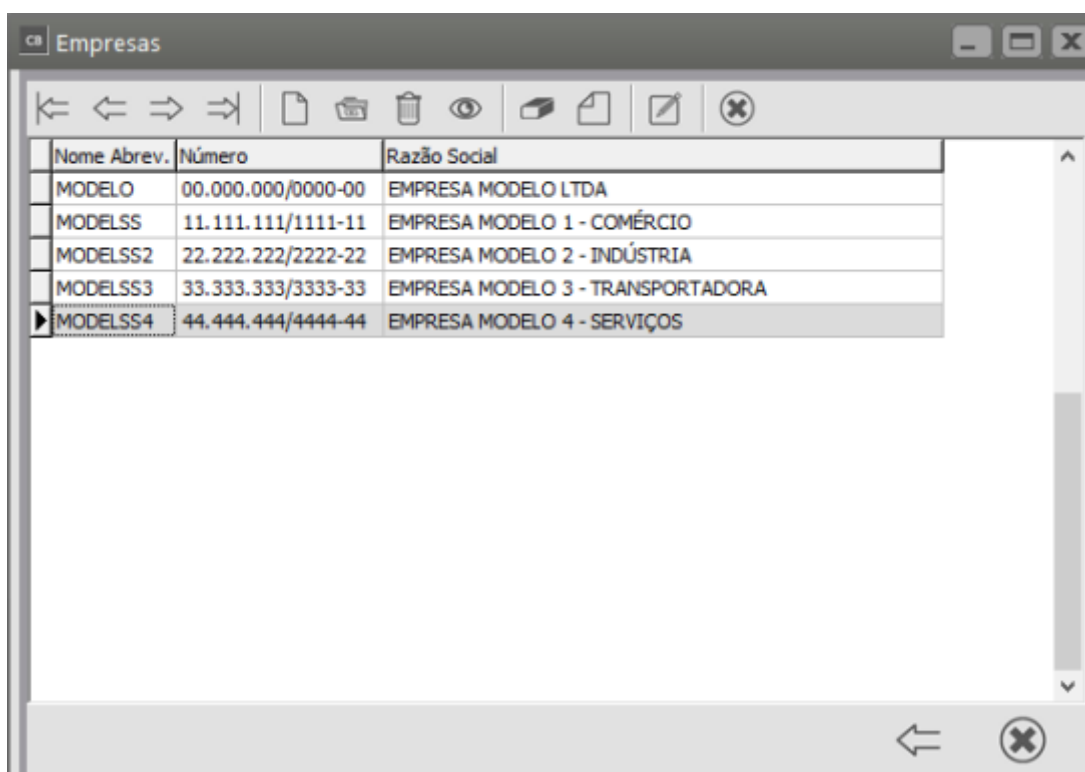 CB Empresas
Nome Abrev. Número Razão Social
MODELO 00.000.000/0000-00 EMPRESA MODELO LTDA
MODELSS 11.111.111/1111-11 EMPRESA MODELO 1 - COMÉRCIO
MODELSS2 22.222.222/2222-22 EMPRESA MODELO 2 - INDÚSTRIA
MODELSS3 33.333.333/3333-33 EMPRESA MODELO 3 - TRANSPORTADORA
MODELSS4 44.444.444/4444-44 EMPRESA MODELO 4 - SERVIÇOS